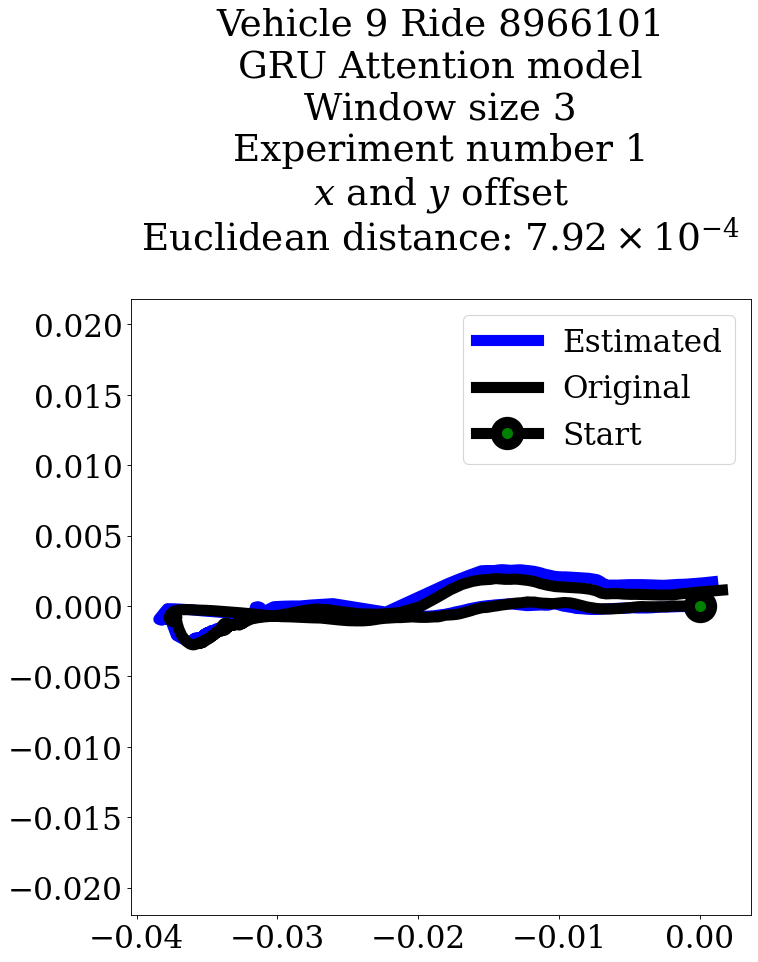 Vehicle 9 Ride 8966101
GRU Attention model
Window size 3
Experiment number 1
x and y offset
Euclidean distance: 7.92 × 10⁻⁴
Estimated
Original
Start
0.020
0.015
0.010
0.005
0.000
−0.005
−0.010
−0.015
−0.020
−0.04 −0.03 −0.02 −0.01 0.00